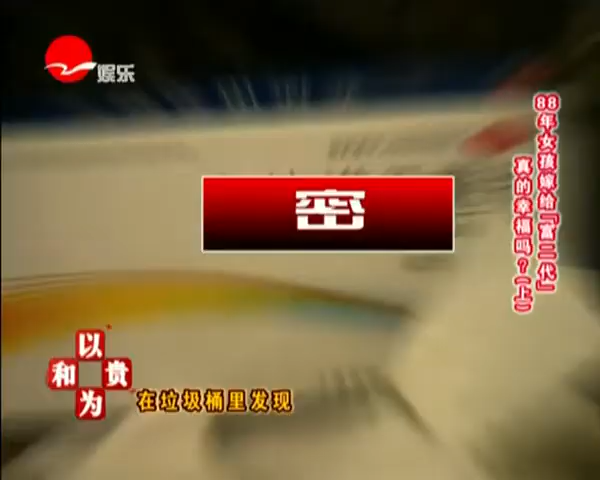 娱乐
88年女孩嫁给「富二代」
真的幸福吗？（上）
密
以
和 贵
为
在垃圾桶里发现